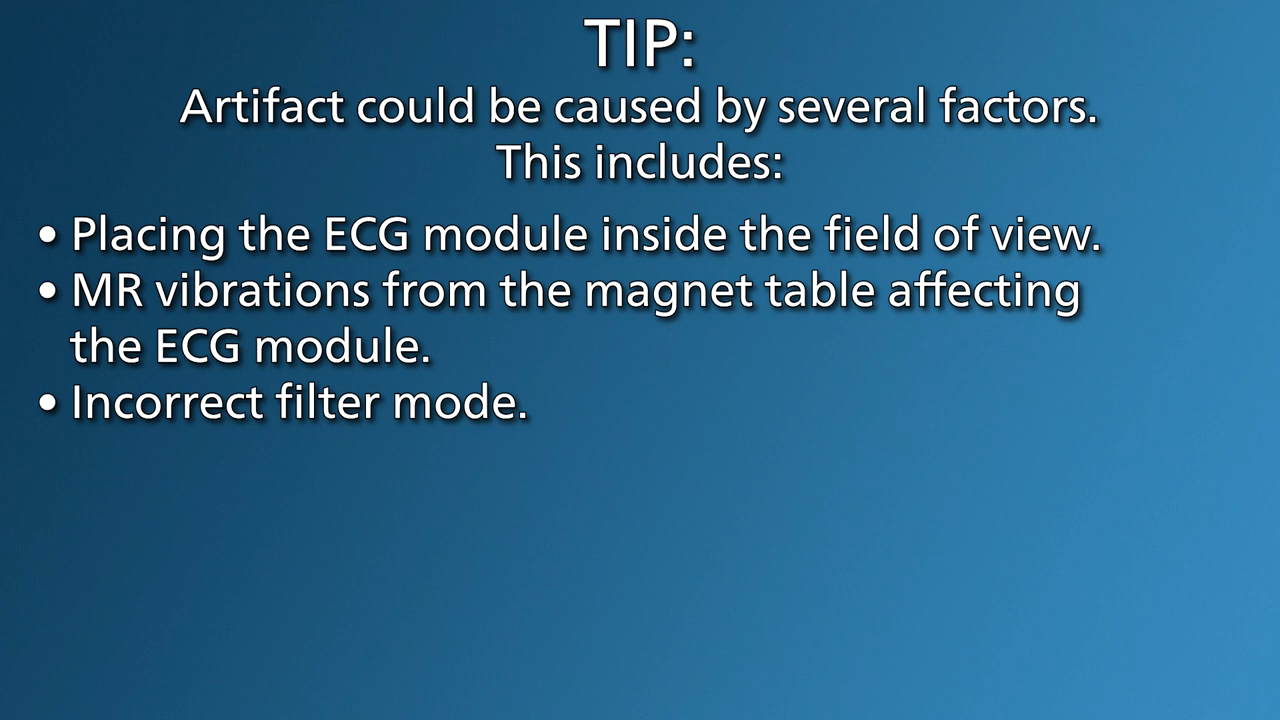 TIP:
Artifact could be caused by several factors.
This includes:
• Placing the ECG module inside the field of view.
• MR vibrations from the magnet table affecting
the ECG module.
• Incorrect filter mode.